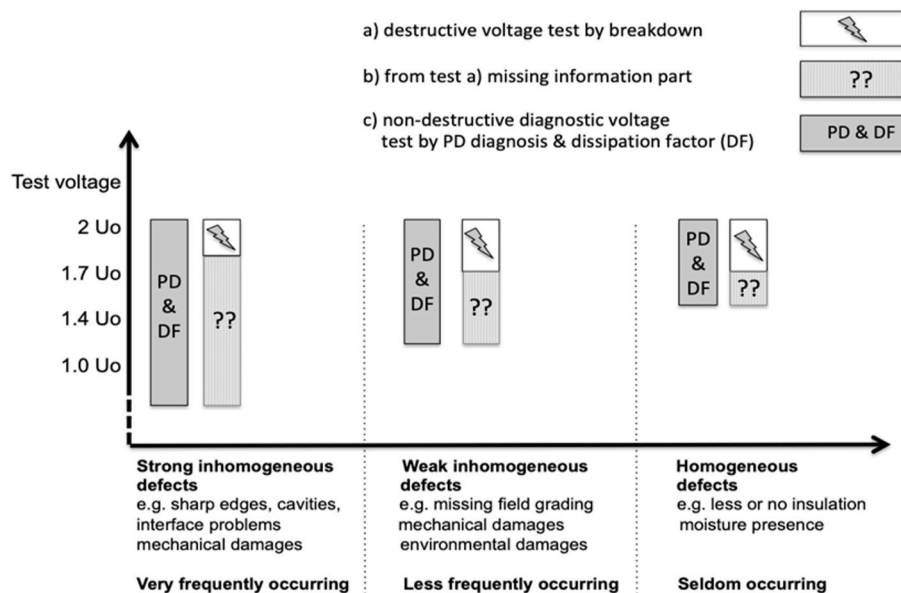 a) destructive voltage test by breakdown
b) from test a) missing information part
??
c) non-destructive diagnostic voltage
test by PD diagnosis & dissipation factor (DF)
PD & DF
Test voltage
2 Uo
1.7 Uo
1.4 Uo
1.0 Uo
PD
&
DF
??
PD
&
DF
??
PD
&
DF
??
Strong inhomogeneous
defects
e.g. sharp edges, cavities,
interface problems
mechanical damages
Very frequently occurring
Weak inhomogeneous
defects
e.g. missing field grading
mechanical damages
environmental damages
Less frequently occurring
Homogeneous
defects
e.g. less or no insulation
moisture presence
Seldom occurring